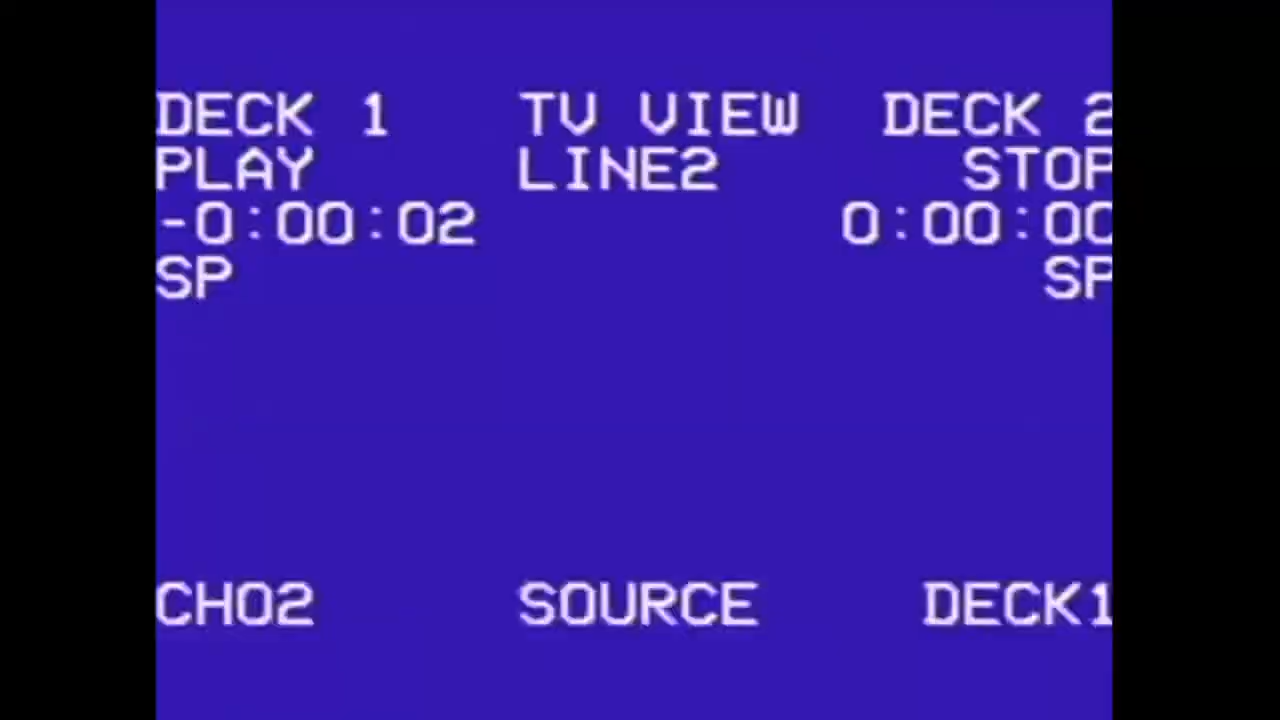 DECK 1 TV VIEW DECK 2
PLAY LINE2 STOP
-0:00:02 0:00:00
SP SP
CH02 SOURCE DECK1